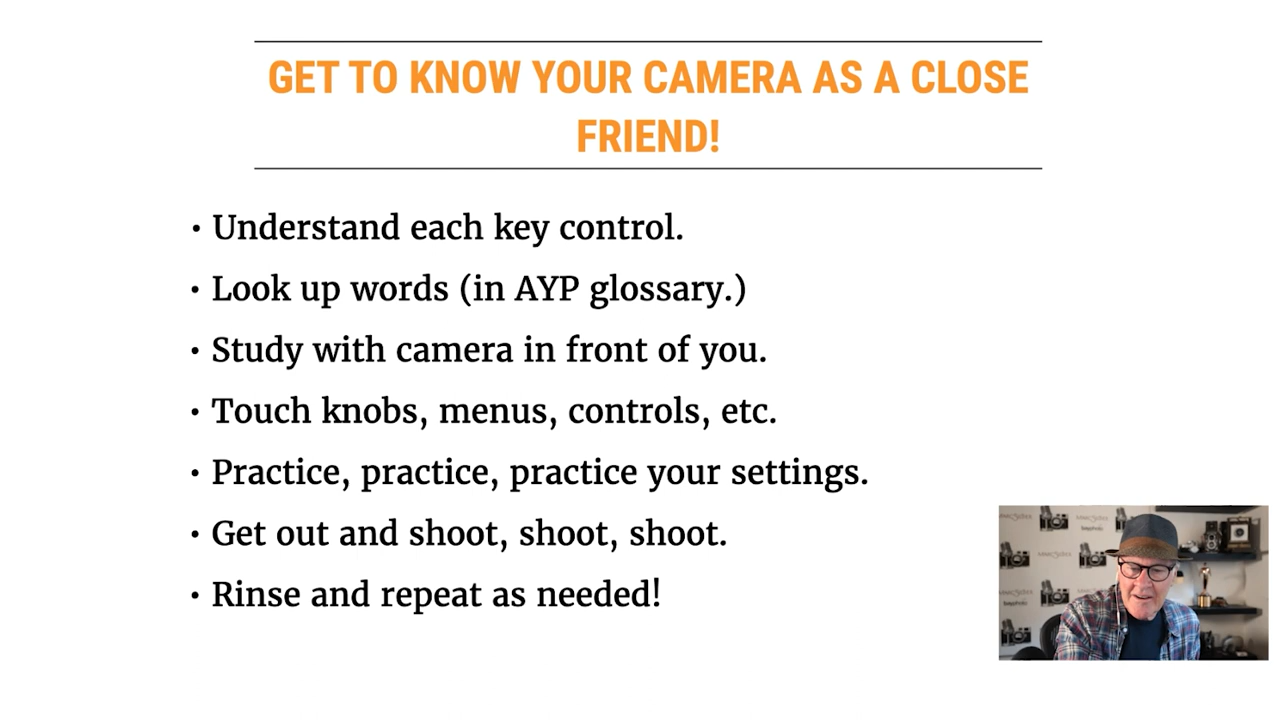 GET TO KNOW YOUR CAMERA AS A CLOSE
FRIEND!
• Understand each key control.
• Look up words (in AYP glossary.)
• Study with camera in front of you.
• Touch knobs, menus, controls, etc.
• Practice, practice, practice your settings.
• Get out and shoot, shoot, shoot.
• Rinse and repeat as needed!